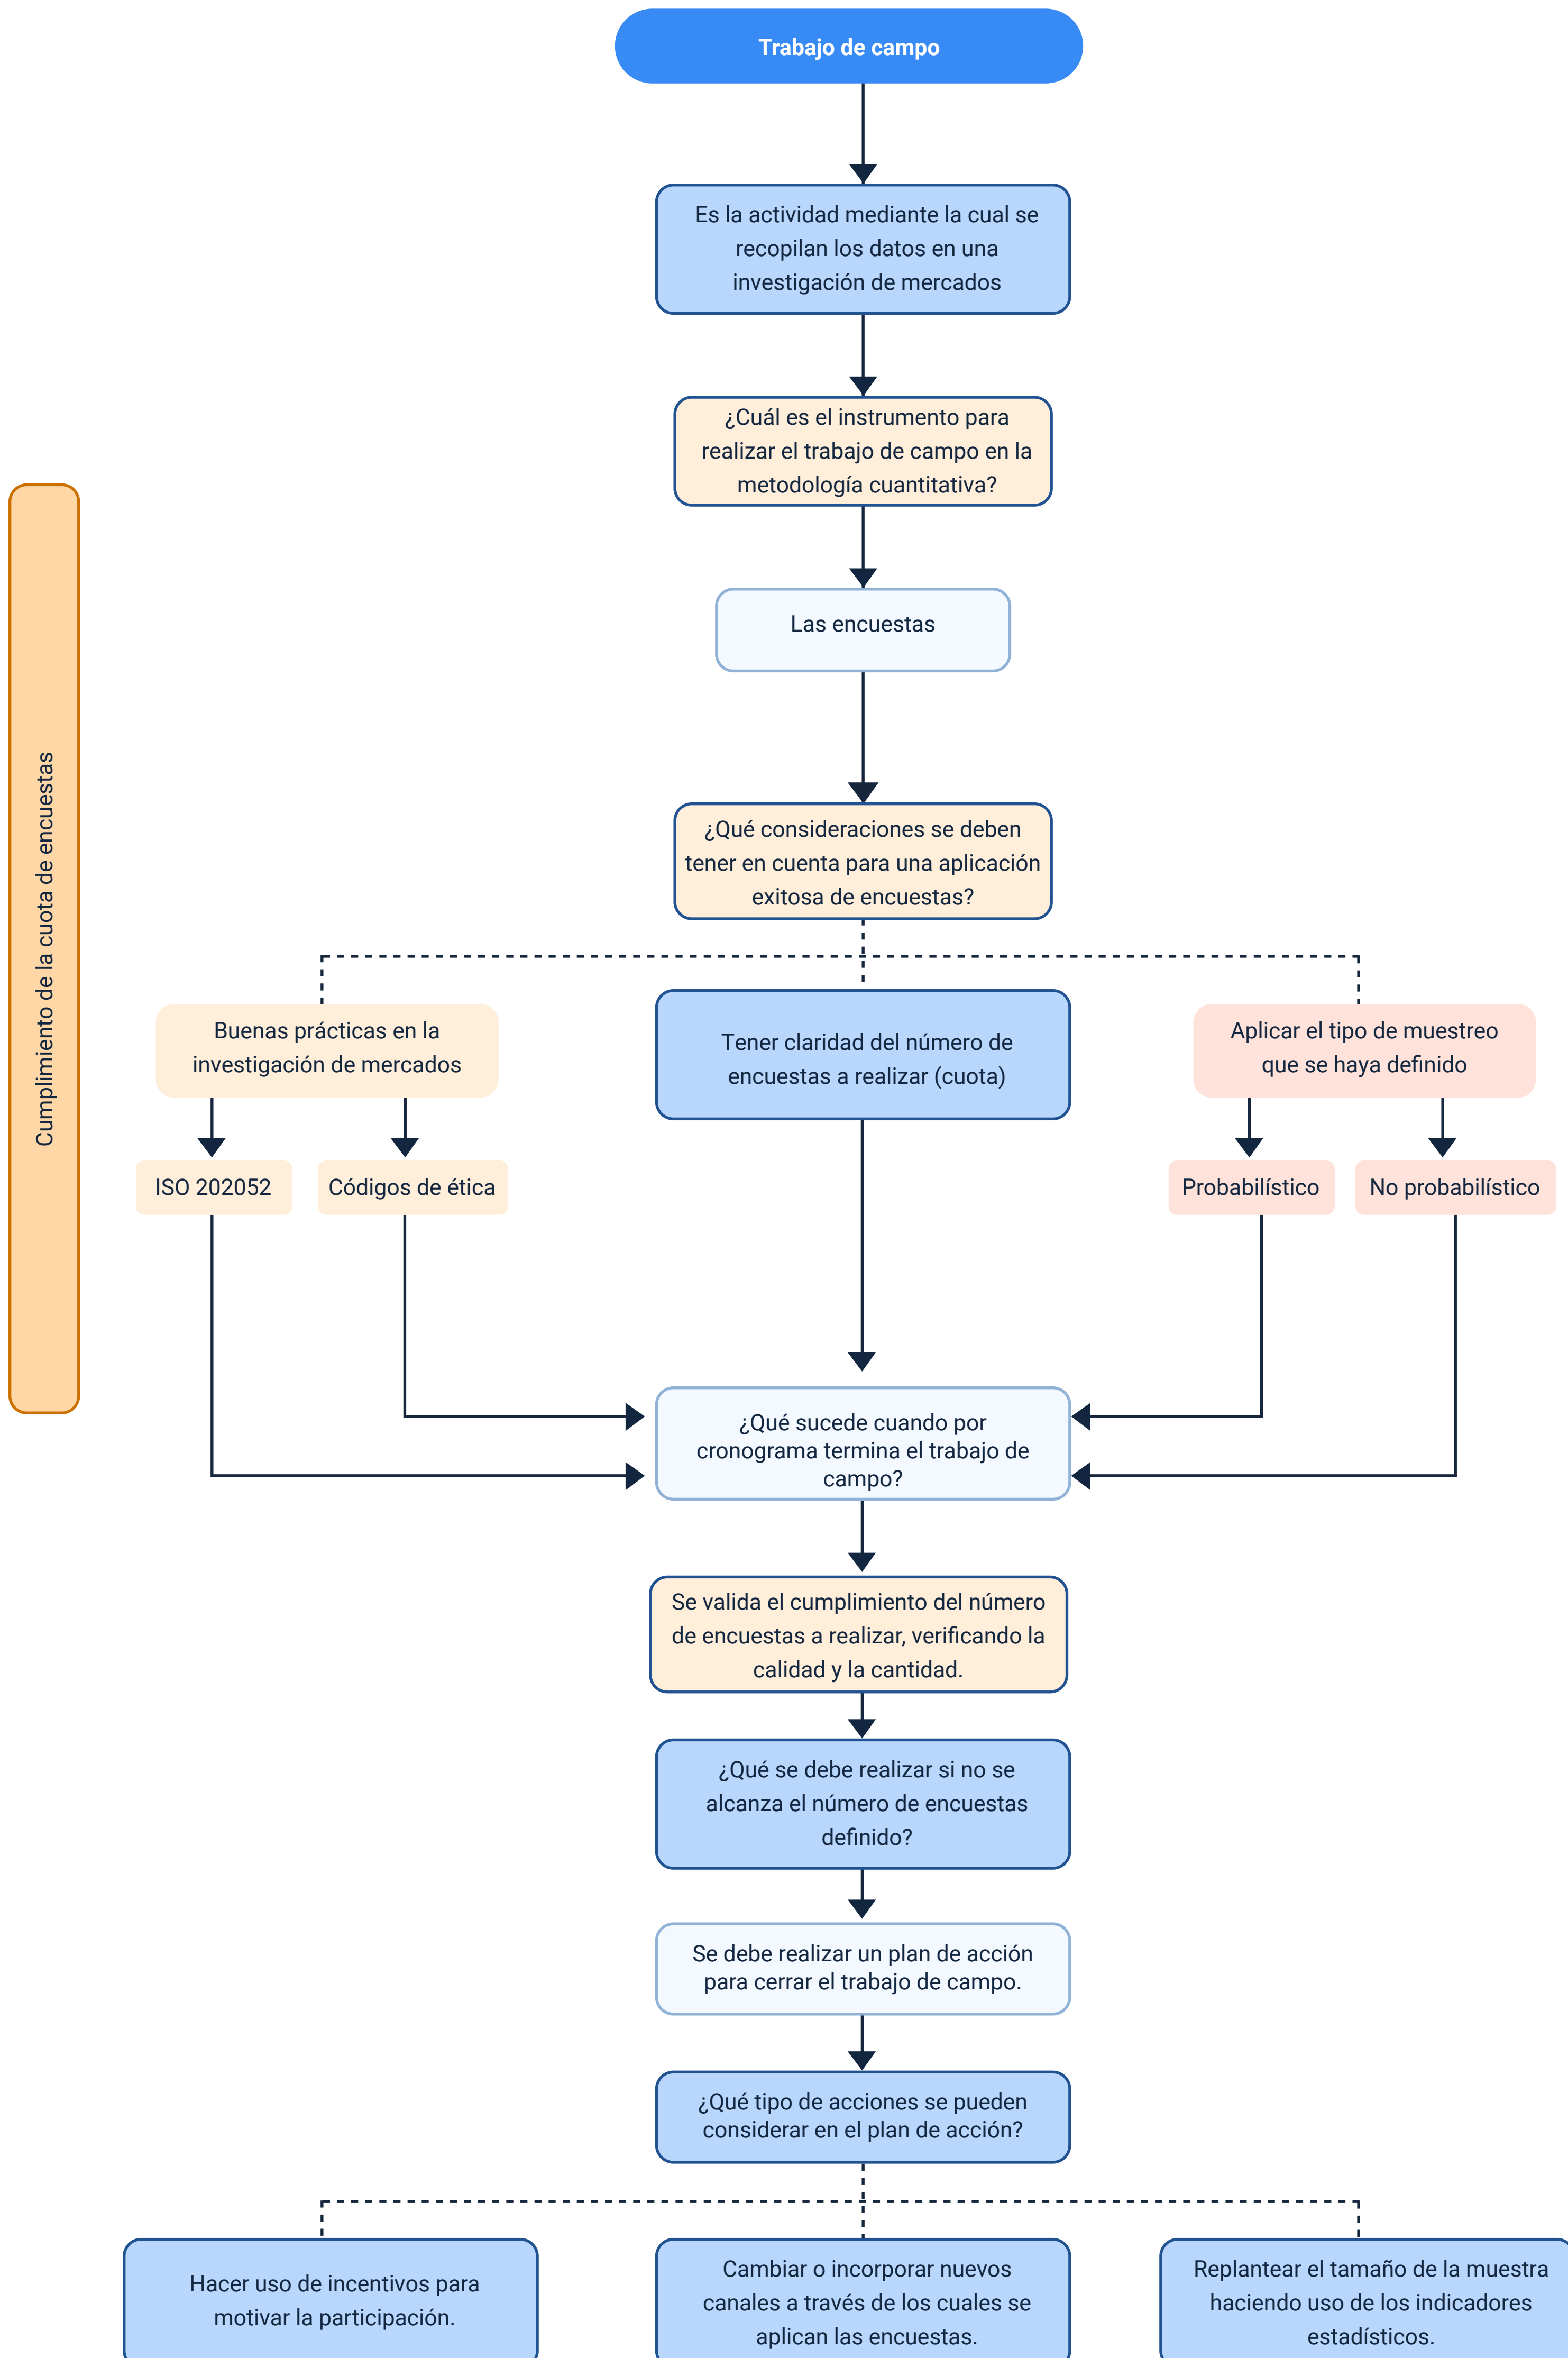 Trabajo de campo
Es la actividad mediante la cual se
recopilan los datos en una
investigación de mercados
¿Cuál es el instrumento para
realizar el trabajo de campo en la
metodología cuantitativa?
Las encuestas
Cumplimiento de la cuota de encuestas
¿Qué consideraciones se deben
tener en cuenta para una aplicación
exitosa de encuestas?
Buenas prácticas en la
investigación de mercados
Tener claridad del número de
encuestas a realizar (cuota)
Aplicar el tipo de muestreo
que se haya definido
ISO 202052
Códigos de ética
Probabilístico
No probabilístico
¿Qué sucede cuando por
cronograma termina el trabajo de
campo?
Se valida el cumplimiento del número
de encuestas a realizar, verificando la
calidad y la cantidad.
¿Qué se debe realizar si no se
alcanza el número de encuestas
definido?
Se debe realizar un plan de acción
para cerrar el trabajo de campo.
¿Qué tipo de acciones se pueden
considerar en el plan de acción?
Hacer uso de incentivos para
motivar la participación.
Cambiar o incorporar nuevos
canales a través de los cuales se
aplican las encuestas.
Replantear el tamaño de la muestra
haciendo uso de los indicadores
estadísticos.